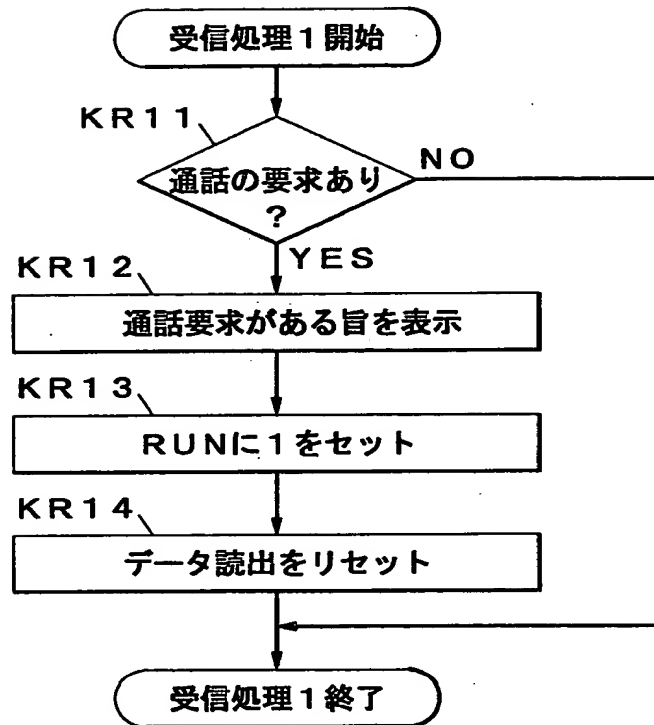 受信処理1開始
KR11
通話の要求あり
?
NO
YES
KR12
通話要求がある旨を表示
KR13
RUNに1をセット
KR14
データ読出をリセット
受信処理1終了